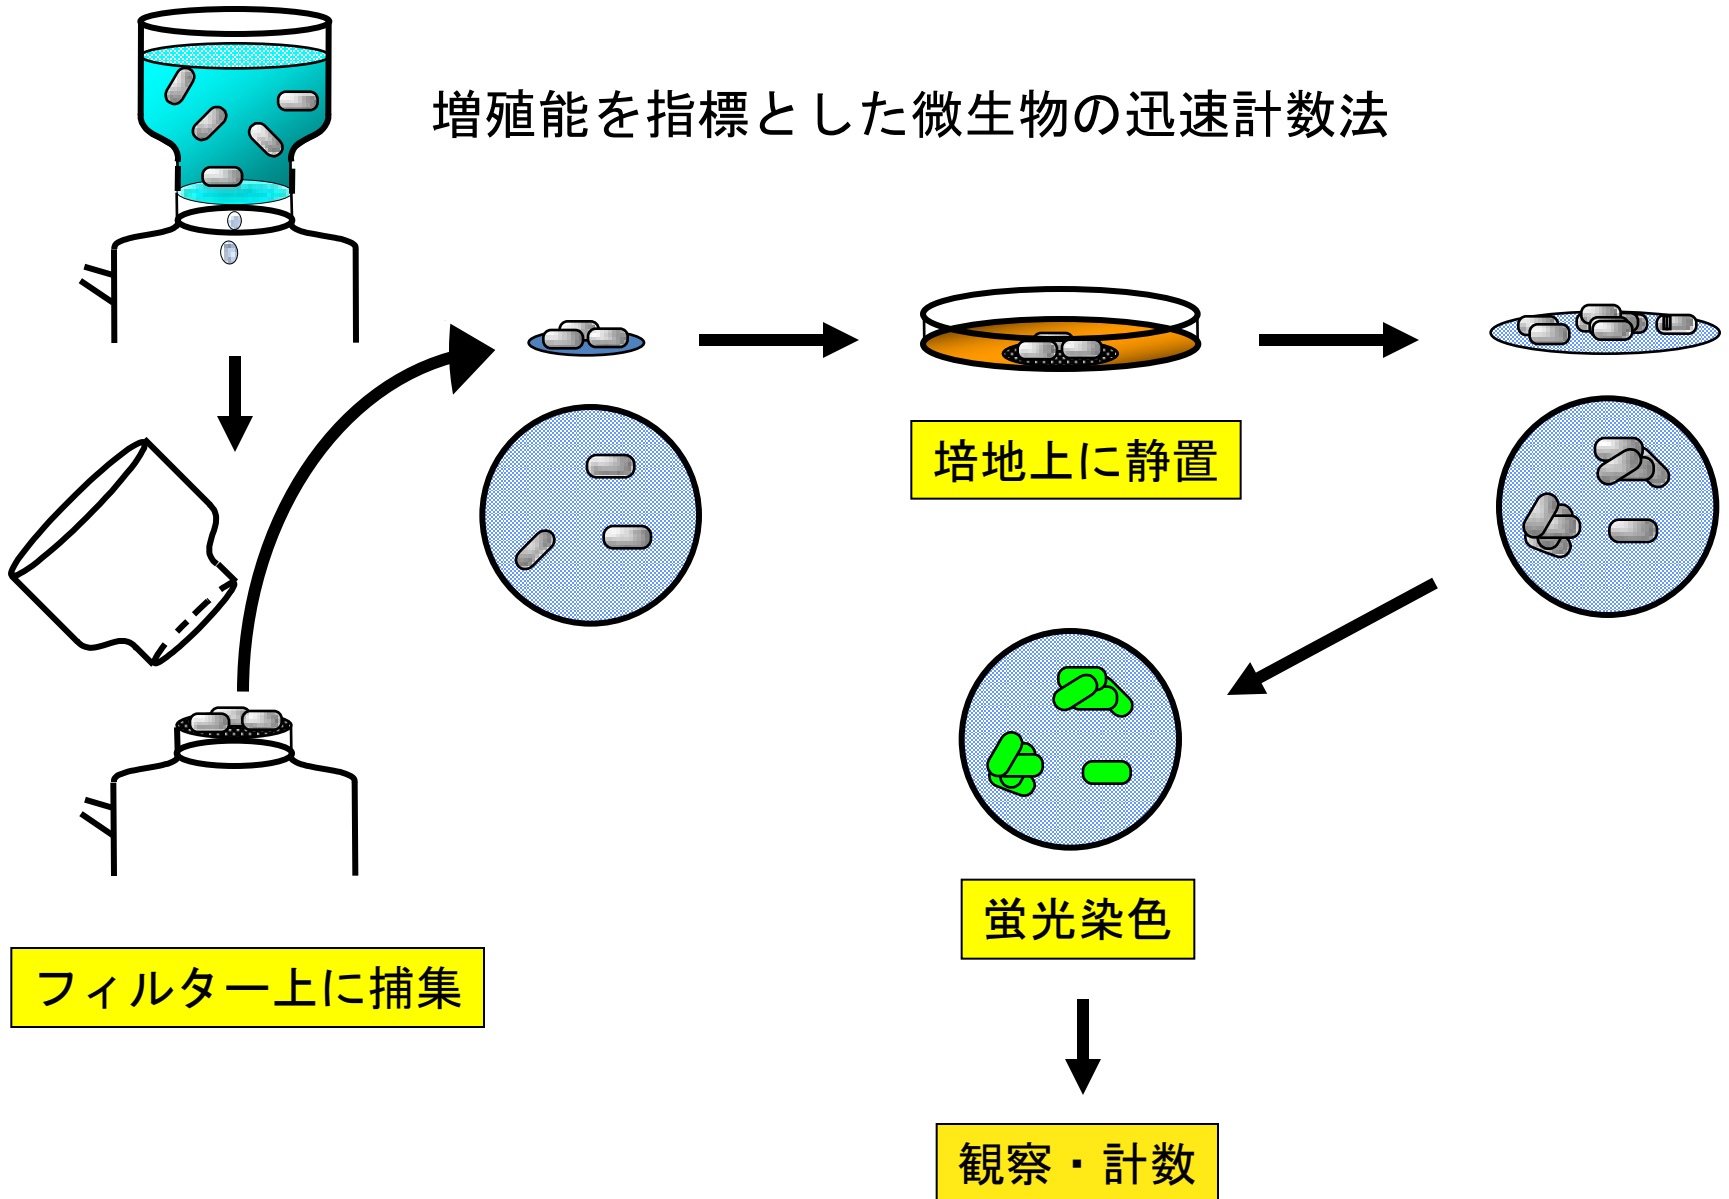 増殖能を指標とした微生物の迅速計数法
培地上に静置
蛍光染色
フィルター上に捕集
観察・計数